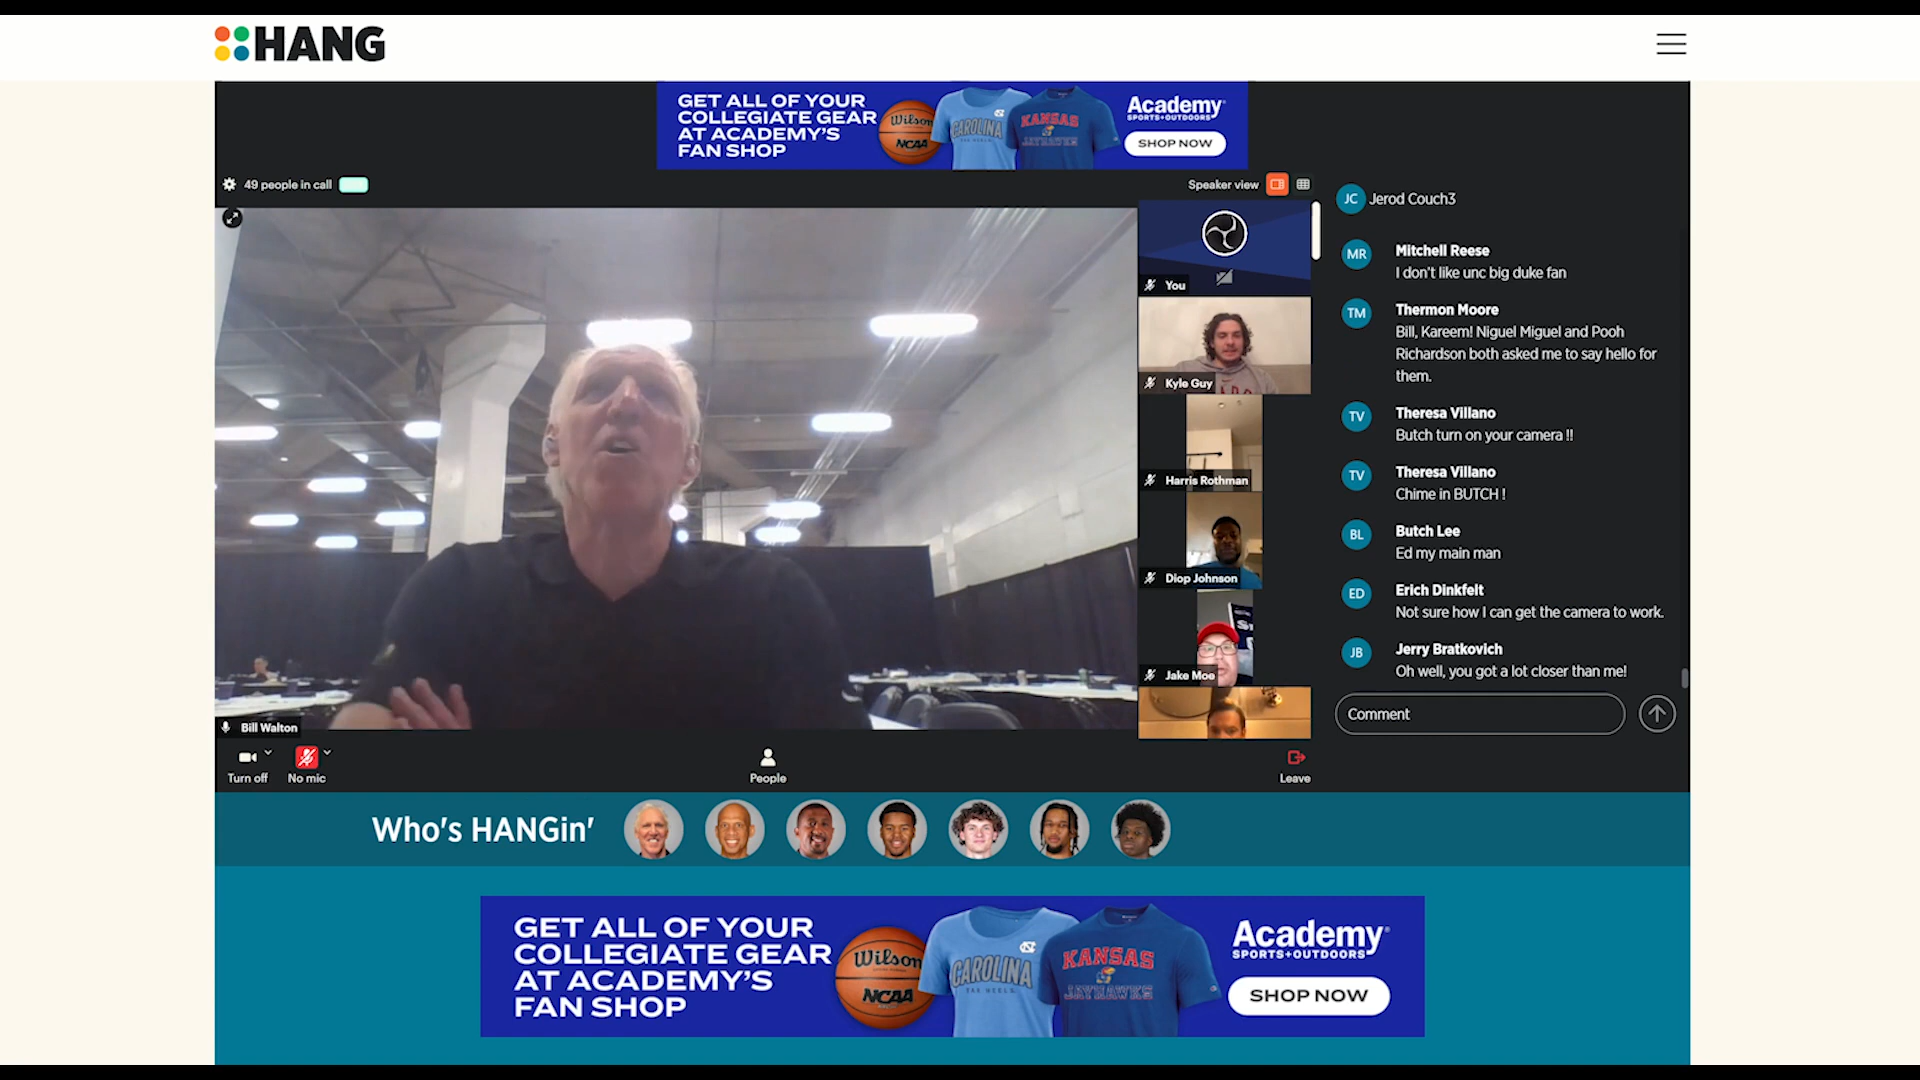 HANG
GET ALL OF YOUR
COLLEGIATE GEAR
AT ACADEMY'S
FAN SHOP
Wilson
NCAA
CAROLINA
TAR HEELS
KANSAS
JAYHAWKS
Academy
SPORTS+OUTDOORS
SHOP NOW
49 people in call
Speaker view
You
Kyle Guy
Harris Rothman
Diop Johnson
Jake Moe
Bill Walton
JC Jerod Couch3
MR Mitchell Reese
I don't like unc big duke fan
TM Thermon Moore
Bill, Kareem! Niguel Miguel and Pooh
Richardson both asked me to say hello for
them.
TV Theresa Villano
Butch turn on your camera !!
TV Theresa Villano
Chime in BUTCH !
BL Butch Lee
Ed my main man
ED Erich Dinkfelt
Not sure how I can get the camera to work.
JB Jerry Bratkovich
Oh well, you got a lot closer than me!
Comment
Turn off
No mic
People
Leave
Who's HANGin'
GET ALL OF YOUR
COLLEGIATE GEAR
AT ACADEMY'S
FAN SHOP
Wilson
NCAA
CAROLINA
TAR HEELS
KANSAS
JAYHAWKS
Academy
SPORTS+OUTDOORS
SHOP NOW